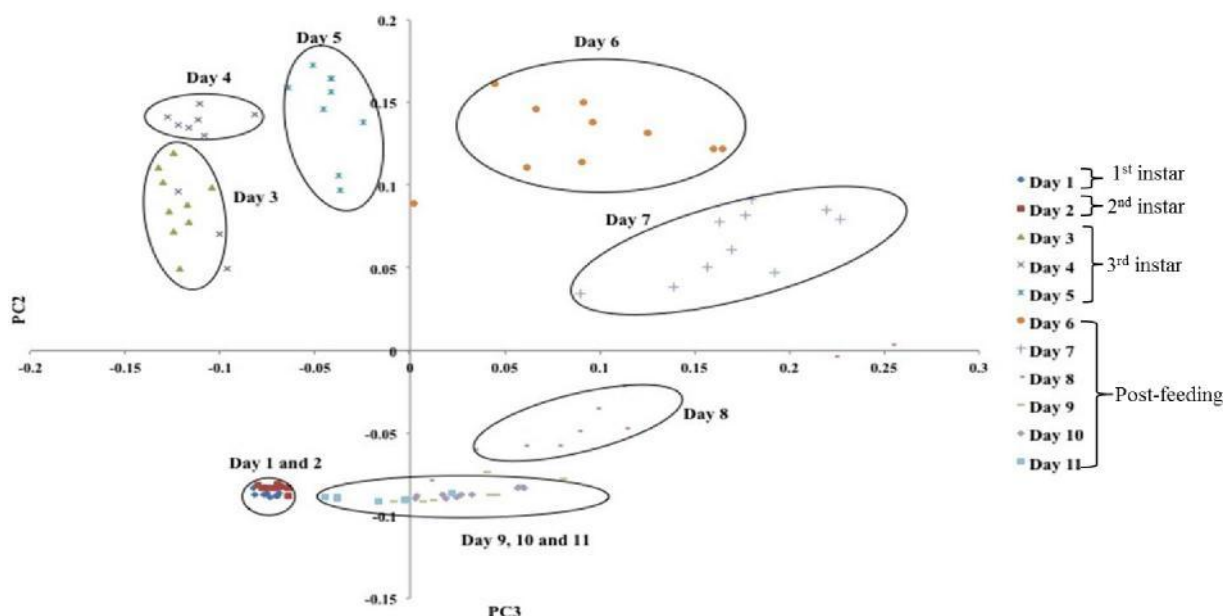 0.2
Day 5
Day 6
Day 4
0.15
0.1
Day 3
Day 7
0.05
PC2
0
-0.2
-0.15
-0.1
-0.05
0
0.05
0.1
0.15
0.2
0.25
0.3
-0.05
Day 8
Day 1 and 2
-0.1
Day 9, 10 and 11
-0.15
PC3
Day 1
1st instar
Day 2
2nd instar
Day 3
Day 4
3rd instar
Day 5
Day 6
Day 7
Day 8
Post-feeding
Day 9
Day 10
Day 11